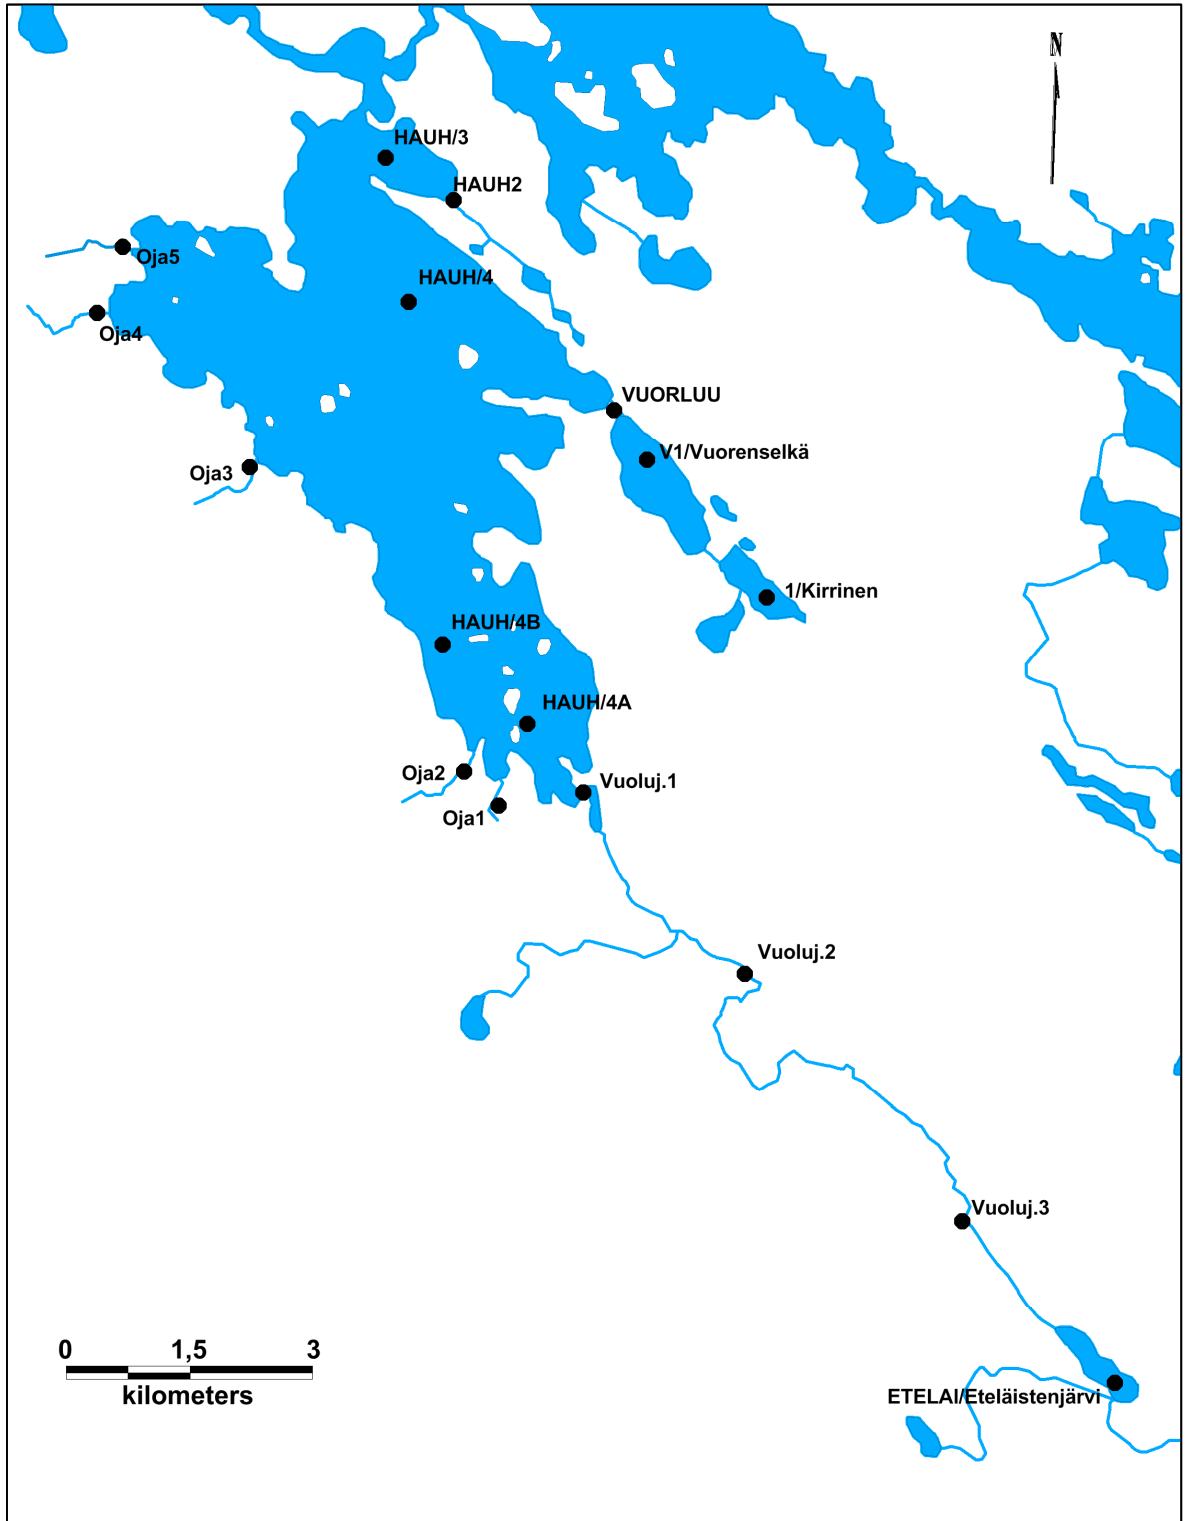 N
HAUH/3
HAUH2
Oja5
HAUH/4
Oja4
VUORLUU
V1/Vuorenselkä
Oja3
1/Kirrinen
HAUH/4B
HAUH/4A
Oja2
Vuoluj.1
Oja1
Vuoluj.2
Vuoluj.3
0 1,5 3
kilometers
ETELAI/Eteläistenjärvi